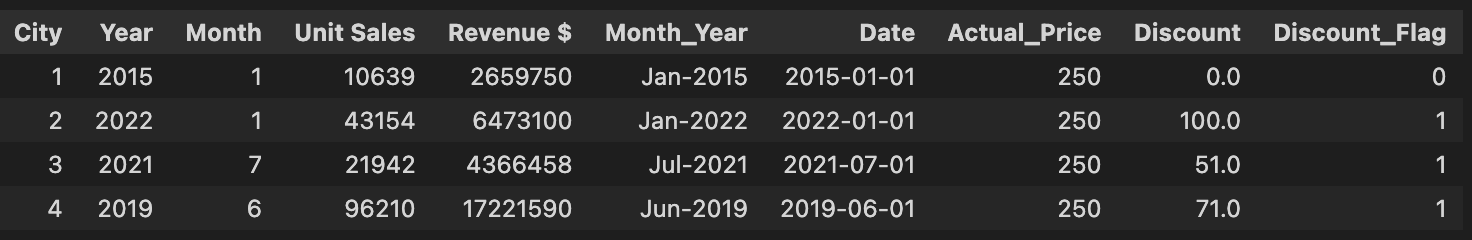 City Year Month Unit Sales Revenue $ Month_Year Date Actual_Price Discount Discount_Flag
1 2015 1 10639 2659750 Jan-2015 2015-01-01 250 0.0 0
2 2022 1 43154 6473100 Jan-2022 2022-01-01 250 100.0 1
3 2021 7 21942 4366458 Jul-2021 2021-07-01 250 51.0 1
4 2019 6 96210 17221590 Jun-2019 2019-06-01 250 71.0 1